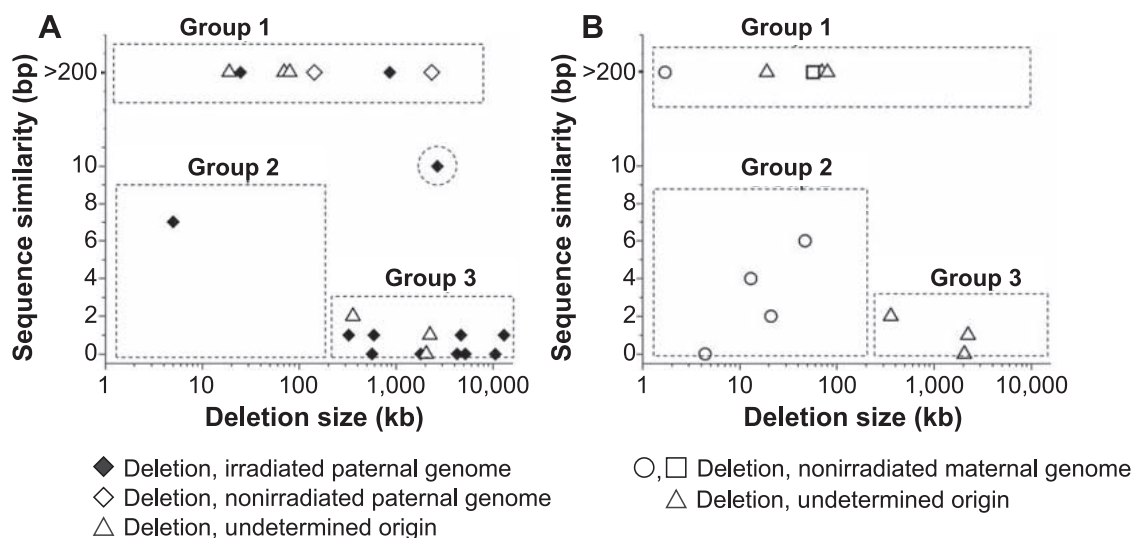 A
Group 1
Sequence similarity (bp)
>200
10
8
6
4
2
0
Group 2
Group 3
1
10
100
1,000
10,000
Deletion size (kb)
Deletion, irradiated paternal genome
Deletion, nonirradiated paternal genome
Deletion, undetermined origin
B
Group 1
Sequence similarity (bp)
>200
10
8
6
4
2
0
Group 2
Group 3
1
10
100
1,000
10,000
Deletion size (kb)
, Deletion, nonirradiated maternal genome
Deletion, undetermined origin